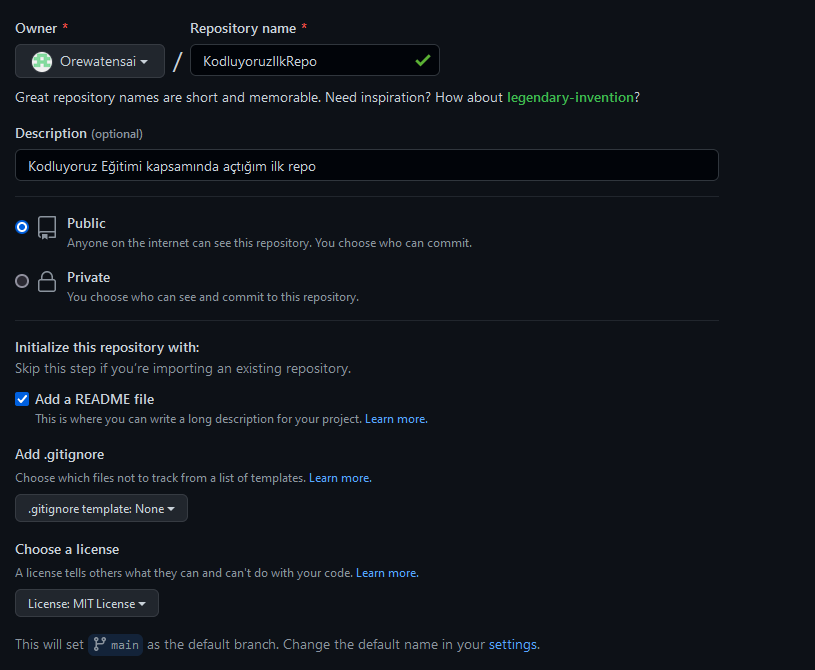 Owner * Repository name *
Orewatensai / KodluyoruzIlkRepo
Great repository names are short and memorable. Need inspiration? How about legendary-invention?
Description (optional)
Kodluyoruz Eğitimi kapsamında açtığım ilk repo
Public
Anyone on the internet can see this repository. You choose who can commit.
Private
You choose who can see and commit to this repository.
Initialize this repository with:
Skip this step if you're importing an existing repository.
Add a README file
This is where you can write a long description for your project. Learn more.
Add .gitignore
Choose which files not to track from a list of templates. Learn more.
.gitignore template: None
Choose a license
A license tells others what they can and can't do with your code. Learn more.
License: MIT License
This will set main as the default branch. Change the default name in your settings.